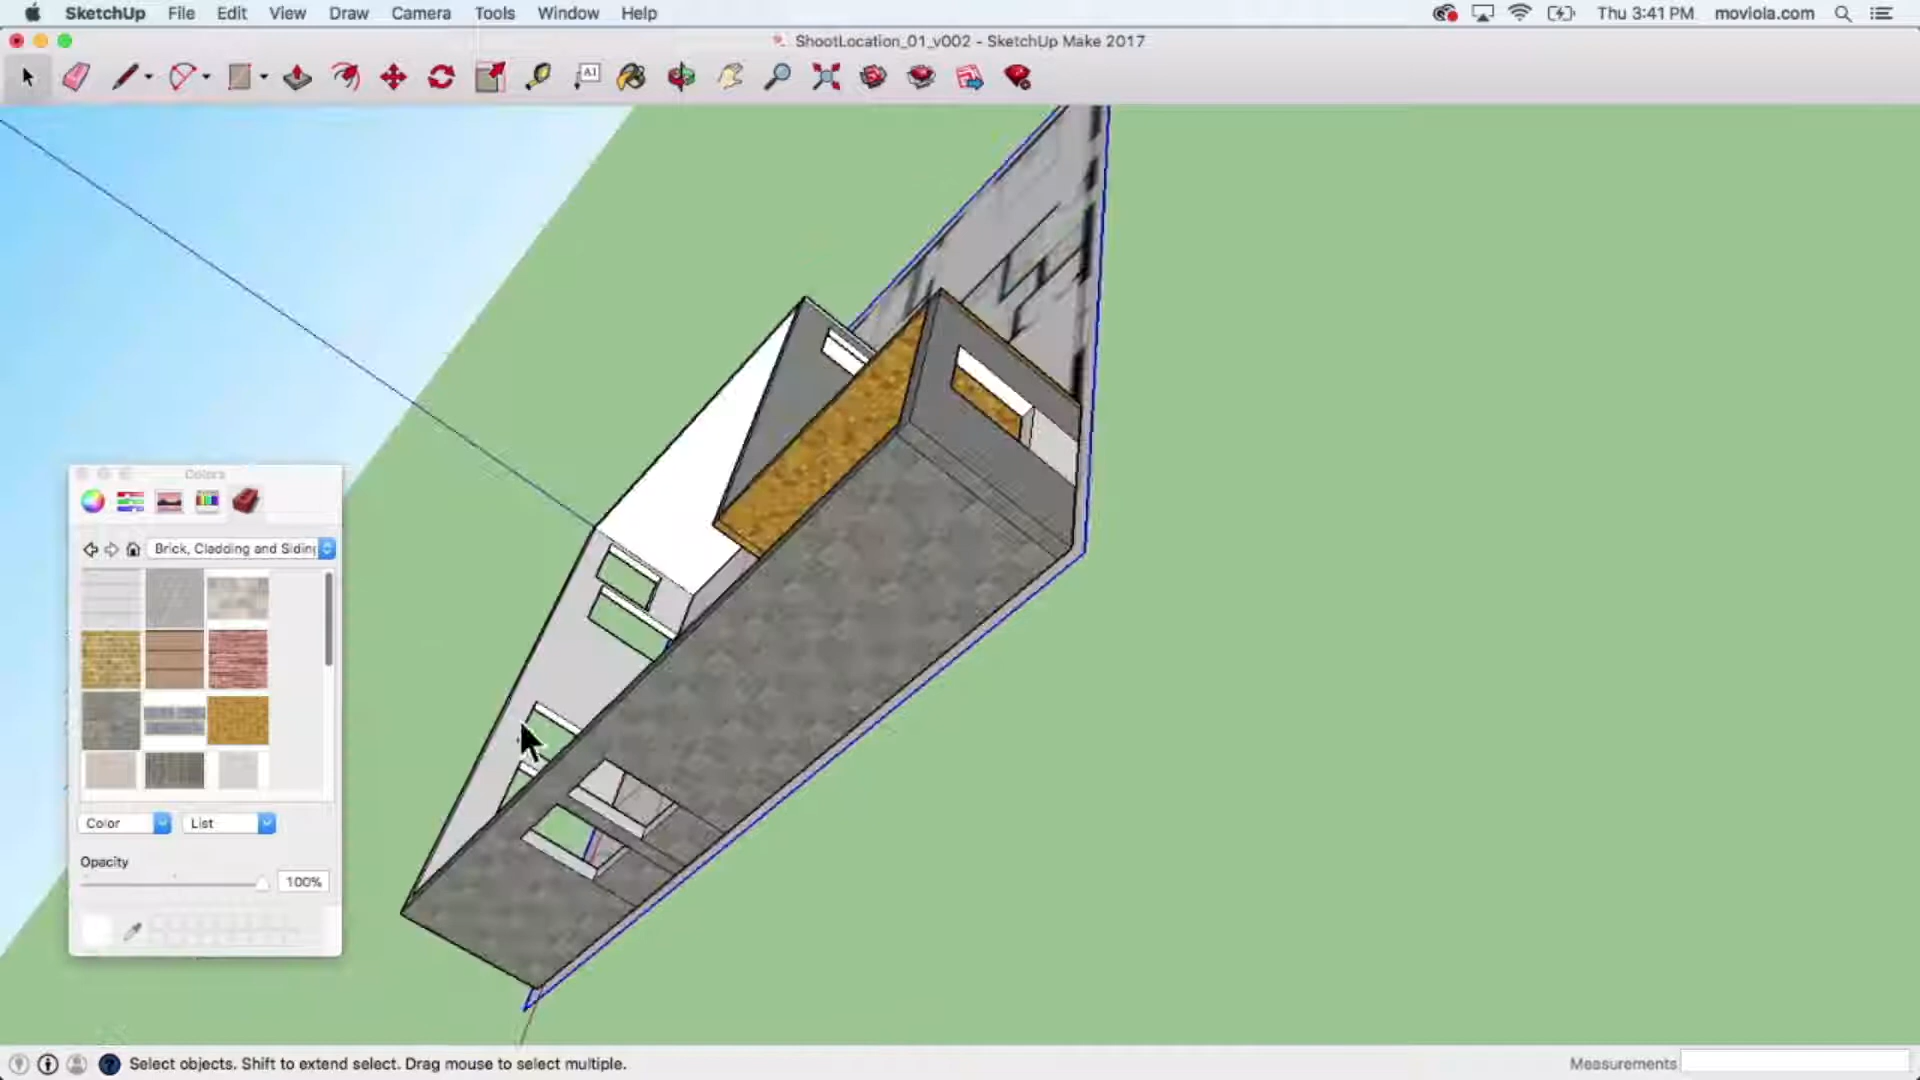 SketchUp File Edit View Draw Camera Tools Window Help Thu 3:41 PM moviola.com
ShootLocation_01_v002 - SketchUp Make 2017
A1
Colors
Brick, Cladding and Siding
Color List
Opacity
100%
Select objects. Shift to extend select. Drag mouse to select multiple. Measurements